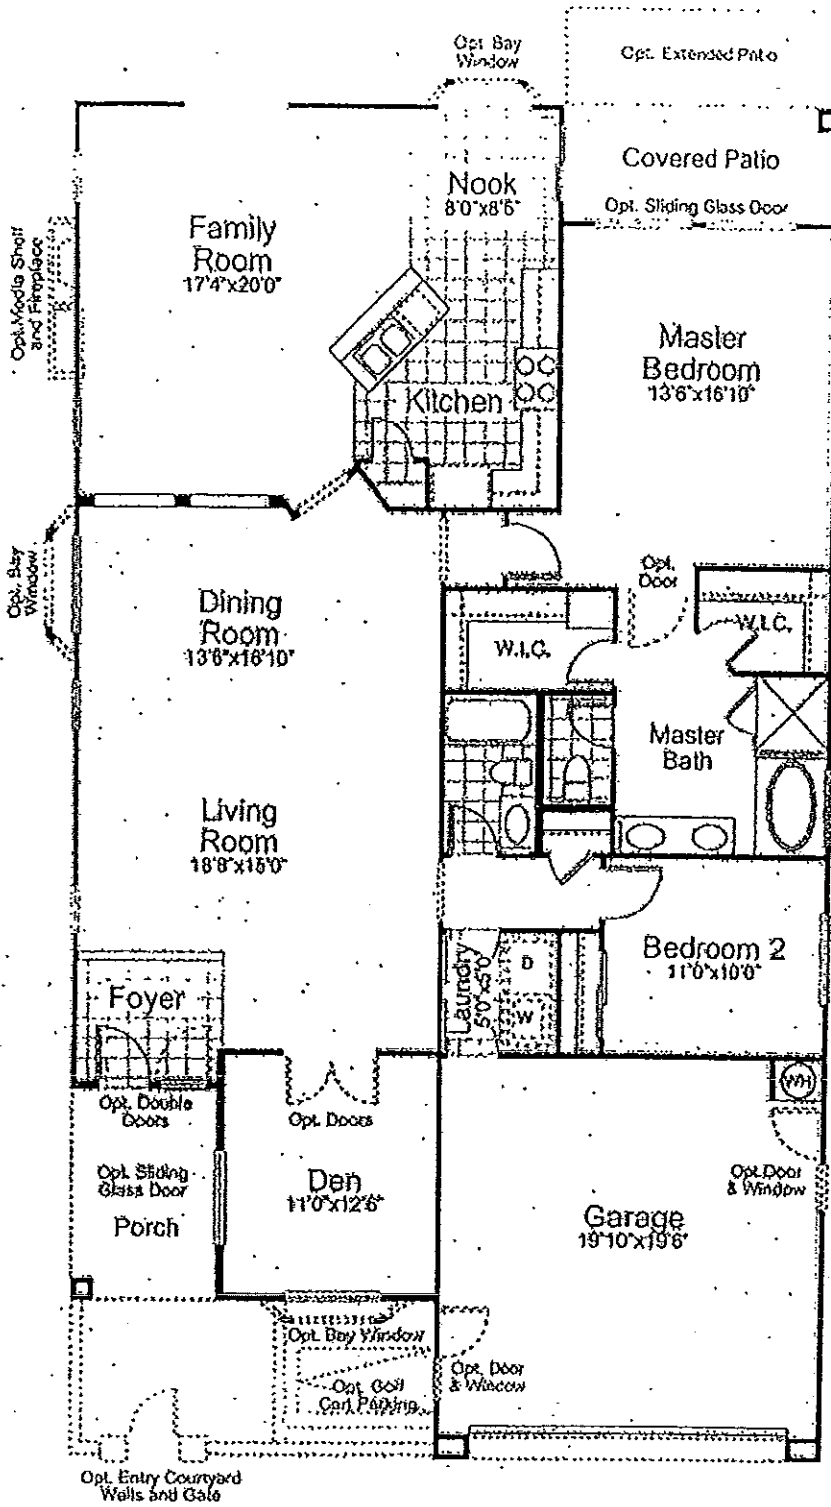 Opt. Bay
Window
Opt. Extended Patio
Covered Patio
Nook
8'0"x8'6"
Opt. Sliding Glass Door
Family
Room
17'4"x20'0"
Opt. Media Shelf
and Fireplace
Master
Bedroom
13'6"x16'10"
Kitchen
Opt. Bay
Window
Opt.
Door
Dining
Room
13'6"x16'10"
W.I.C.
W.I.C.
Master
Bath
Living
Room
18'8"x15'0"
Bedroom 2
11'0"x10'0"
Laundry
5'0"x5'0"
D
W
Foyer
WH
Opt. Double
Doors
Opt. Doors
Opt. Sliding
Glass Door
Den
11'0"x12'6"
Opt. Door
& Window
Porch
Garage
19'10"x19'6"
Opt. Bay Window
Opt. Door
& Window
Opt. Golf
Cart Parking
Opt. Entry Courtyard
Walls and Gate